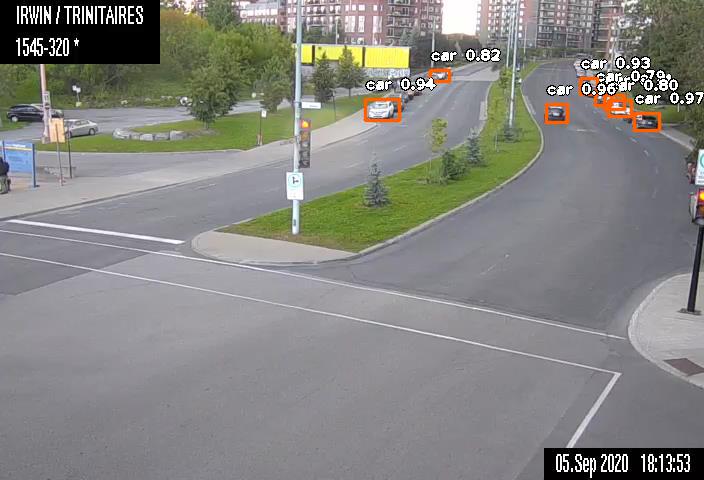 IRWIN / TRINITAIRES
1545-320 *
car 0.82
car 0.94
car 0.93
car 0.79
car 0.96
car 0.80
car 0.97
05.Sep 2020 18:13:53